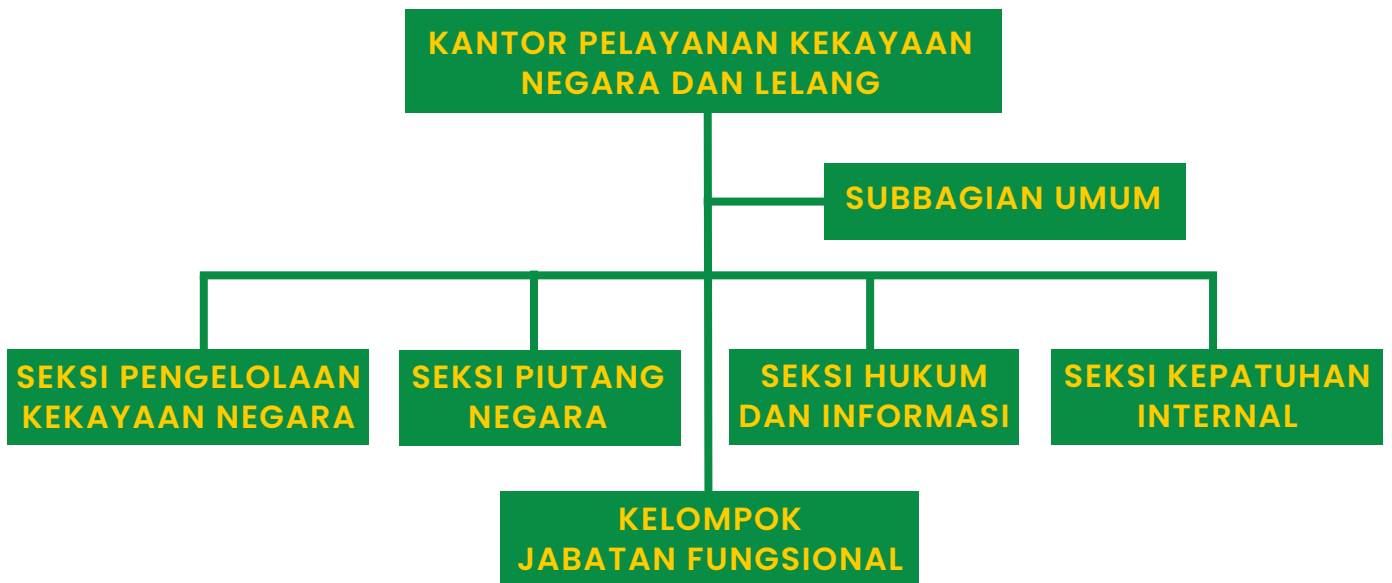 KANTOR PELAYANAN KEKAYAAN
NEGARA DAN LELANG
SUBBAGIAN UMUM
SEKSI PENGELOLAAN
KEKAYAAN NEGARA
SEKSI PIUTANG
NEGARA
SEKSI HUKUM
DAN INFORMASI
SEKSI KEPATUHAN
INTERNAL
KELOMPOK
JABATAN FUNGSIONAL